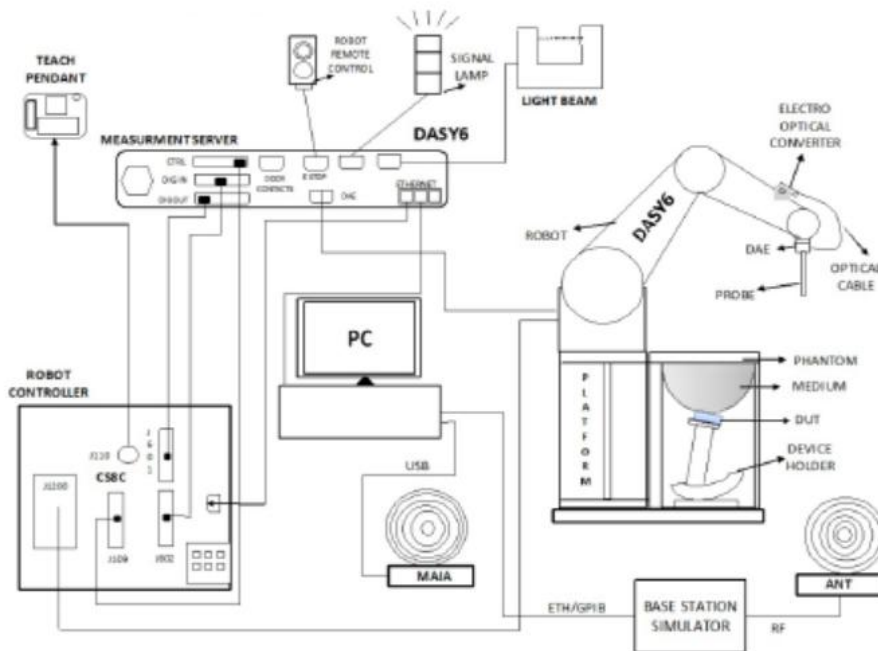 TEACH
PENDANT
ROBOT
REMOTE
CONTROL
SIGNAL
LAMP
LIGHT BEAM
ELECTRO
OPTICAL
CONVERTER
MEASURMENT SERVER
DASY6
CTRL
DIG IN
DIG OUT
DOOR
CONTACTS
E STOP
DAE
ETHERNET
ROBOT
DASY6
DAE
PROBE
OPTICAL
CABLE
PC
PHANTOM
MEDIUM
DUT
DEVICE
HOLDER
PLATFORM
ROBOT
CONTROLLER
J110
CS8C
J601
J1200
J109
J602
USB
MAIA
ETH/GPIB
BASE STATION
SIMULATOR
RF
ANT